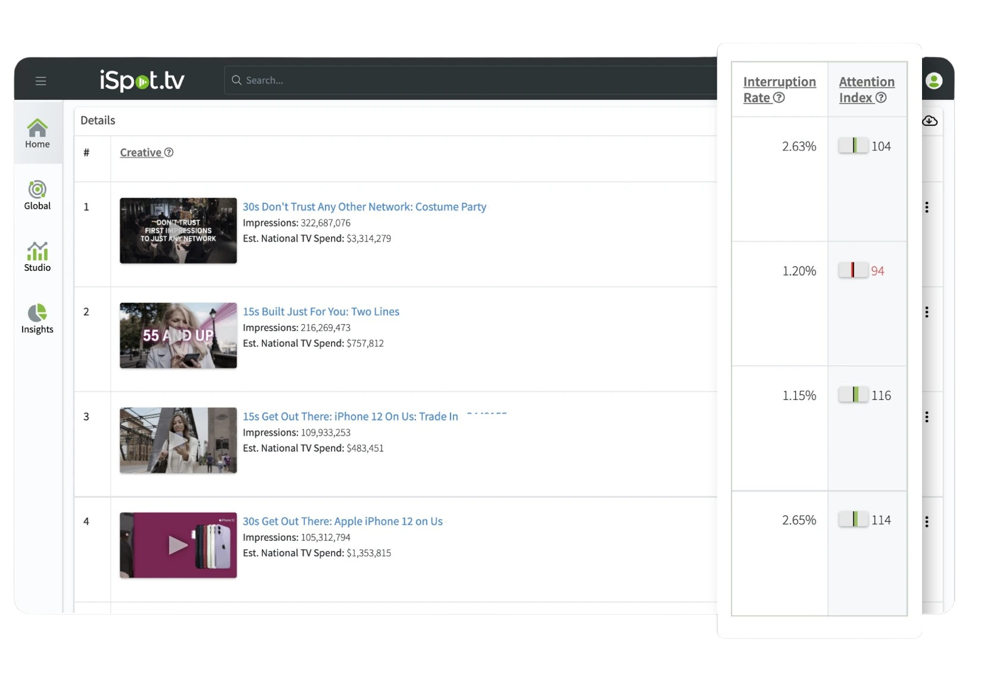 iSpot.tv
Search...
Interruption Rate
Attention Index
Home
Global
Studio
Insights
Details
#
Creative
1
DON'T TRUST
FIRST IMPRESSIONS
TO JUST ANY NETWORK
30s Don't Trust Any Other Network: Costume Party
Impressions: 322,687,076
Est. National TV Spend: $3,314,279
2.63%
104
2
55 AND UP
15s Built Just For You: Two Lines
Impressions: 216,269,473
Est. National TV Spend: $757,812
1.20%
94
3
15s Get Out There: iPhone 12 On Us: Trade In
Impressions: 109,933,253
Est. National TV Spend: $483,451
1.15%
116
4
iPhone 12
30s Get Out There: Apple iPhone 12 on Us
Impressions: 105,312,794
Est. National TV Spend: $1,353,815
2.65%
114